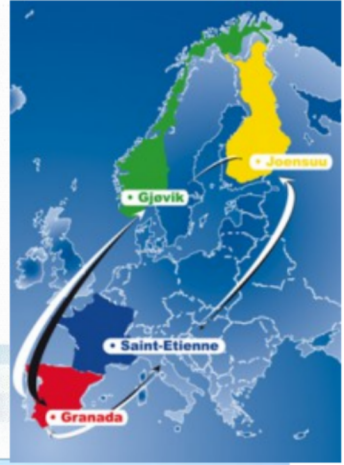 • Joensuu
• Gjøvik
• Saint-Etienne
• Granada